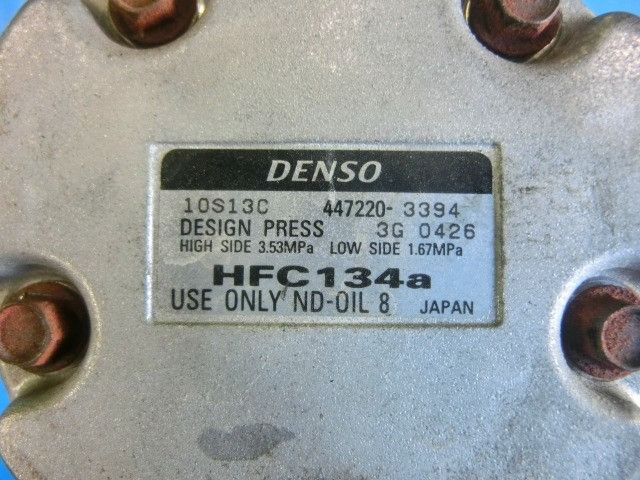 DENSO
10S13C 447220-3394
DESIGN PRESS 3G 0426
HIGH SIDE 3.53MPa LOW SIDE 1.67MPa
HFC134a
USE ONLY ND-OIL 8 JAPAN